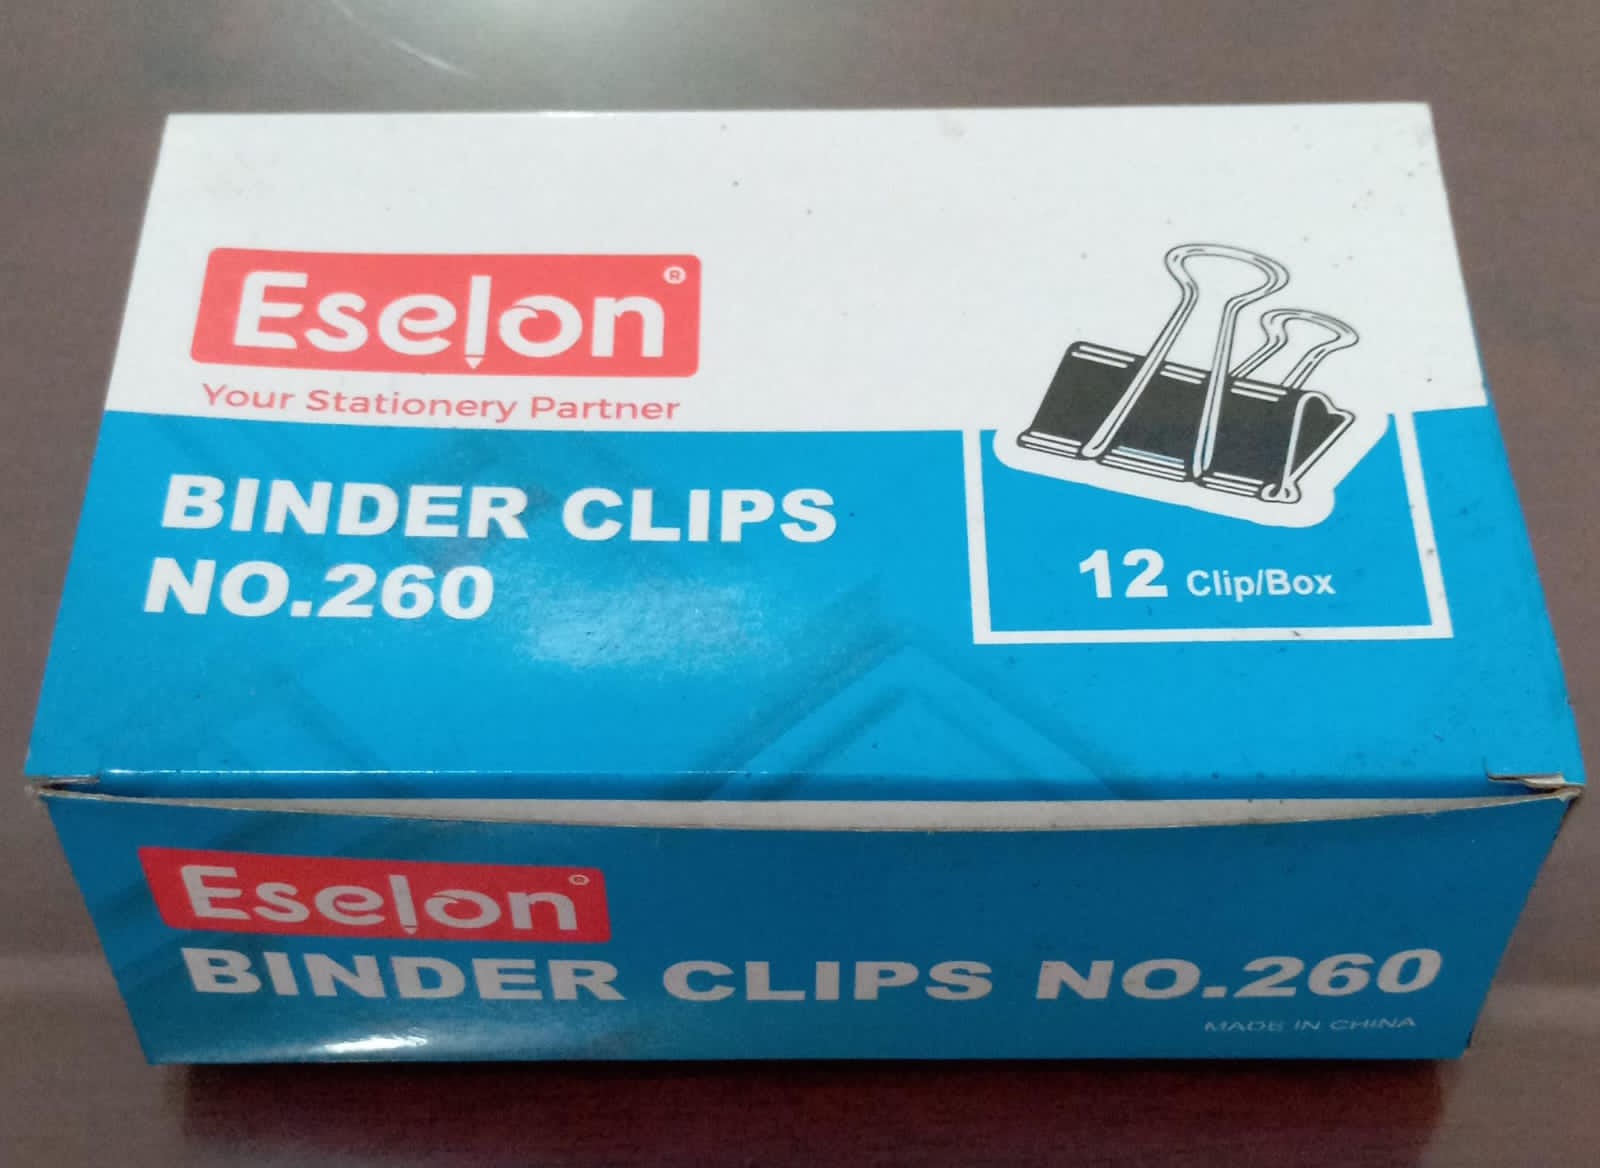 Eselon®
Your Stationery Partner
BINDER CLIPS
NO.260
12 Clip/Box
Eselon®
BINDER CLIPS NO.260
MADE IN CHINA